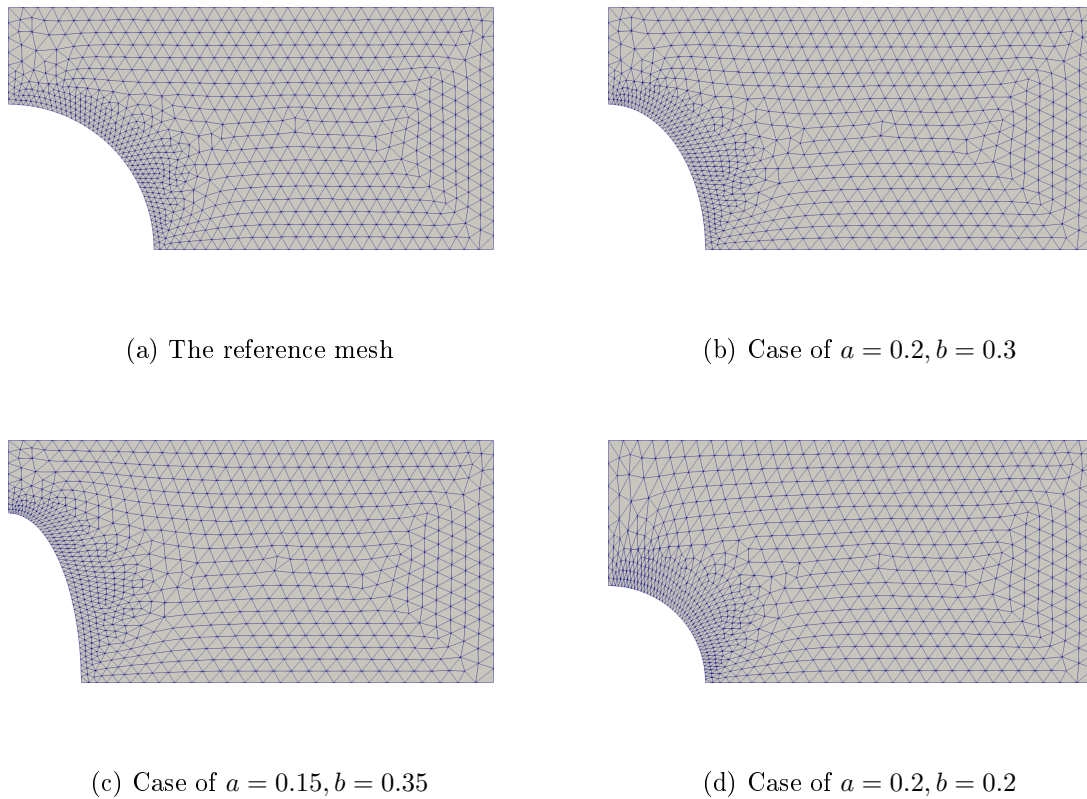 (a) The reference mesh
(b) Case of a = 0.2, b = 0.3
(c) Case of a = 0.15, b = 0.35
(d) Case of a = 0.2, b = 0.2